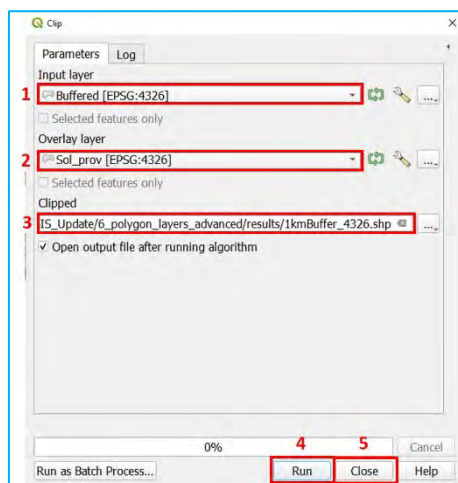 Clip
Parameters Log
Input layer
1 Buffered [EPSG:4326] ...
Selected features only
Overlay layer
2 Sol_prov [EPSG:4326] ...
Selected features only
Clipped
3 IS_Update/6_polygon_layers_advanced/results/1kmBuffer_4326.shp ...
Open output file after running algorithm
0% 4 5 Cancel
Run as Batch Process... Run Close Help